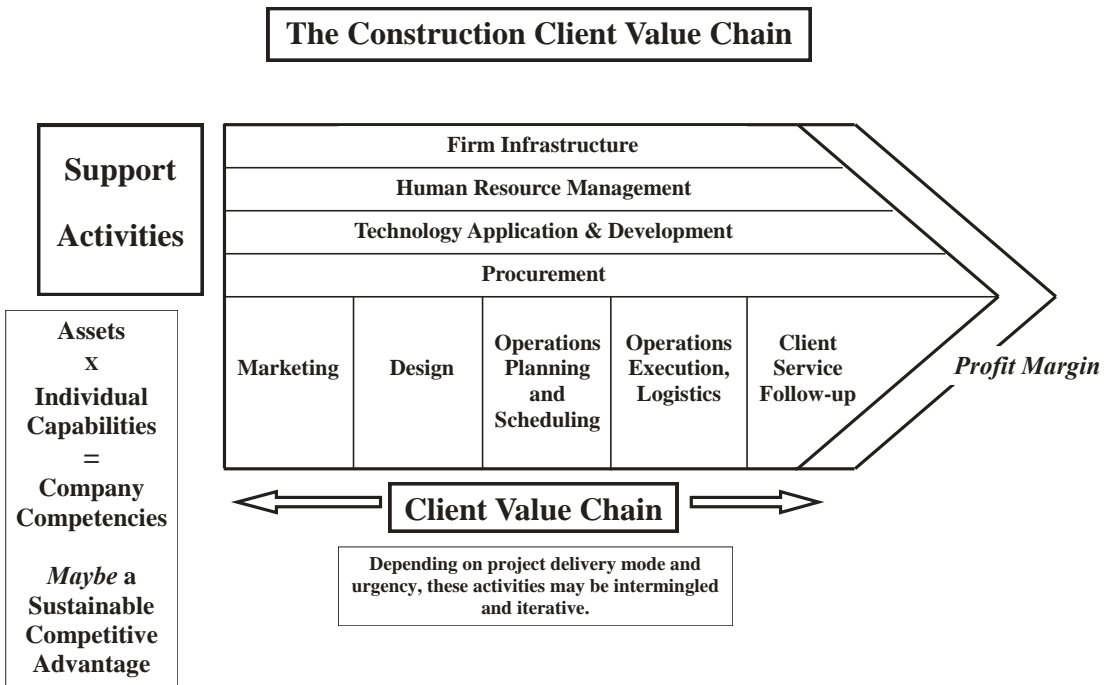 The Construction Client Value Chain
Support
Activities
Firm Infrastructure
Human Resource Management
Technology Application & Development
Procurement
Marketing
Design
Operations
Planning
and
Scheduling
Operations
Execution,
Logistics
Client
Service
Follow-up
Profit Margin
Assets
x
Individual
Capabilities
=
Company
Competencies
Maybe a
Sustainable
Competitive
Advantage
Client Value Chain
Depending on project delivery mode and
urgency, these activities may be intermingled
and iterative.